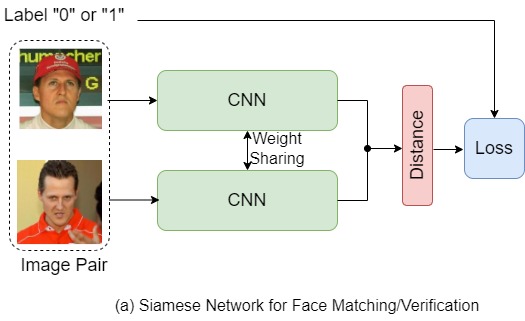 Label "0" or "1"
humacher
G
CNN
Weight
Sharing
CNN
Distance
Loss
Image Pair
(a) Siamese Network for Face Matching/Verification